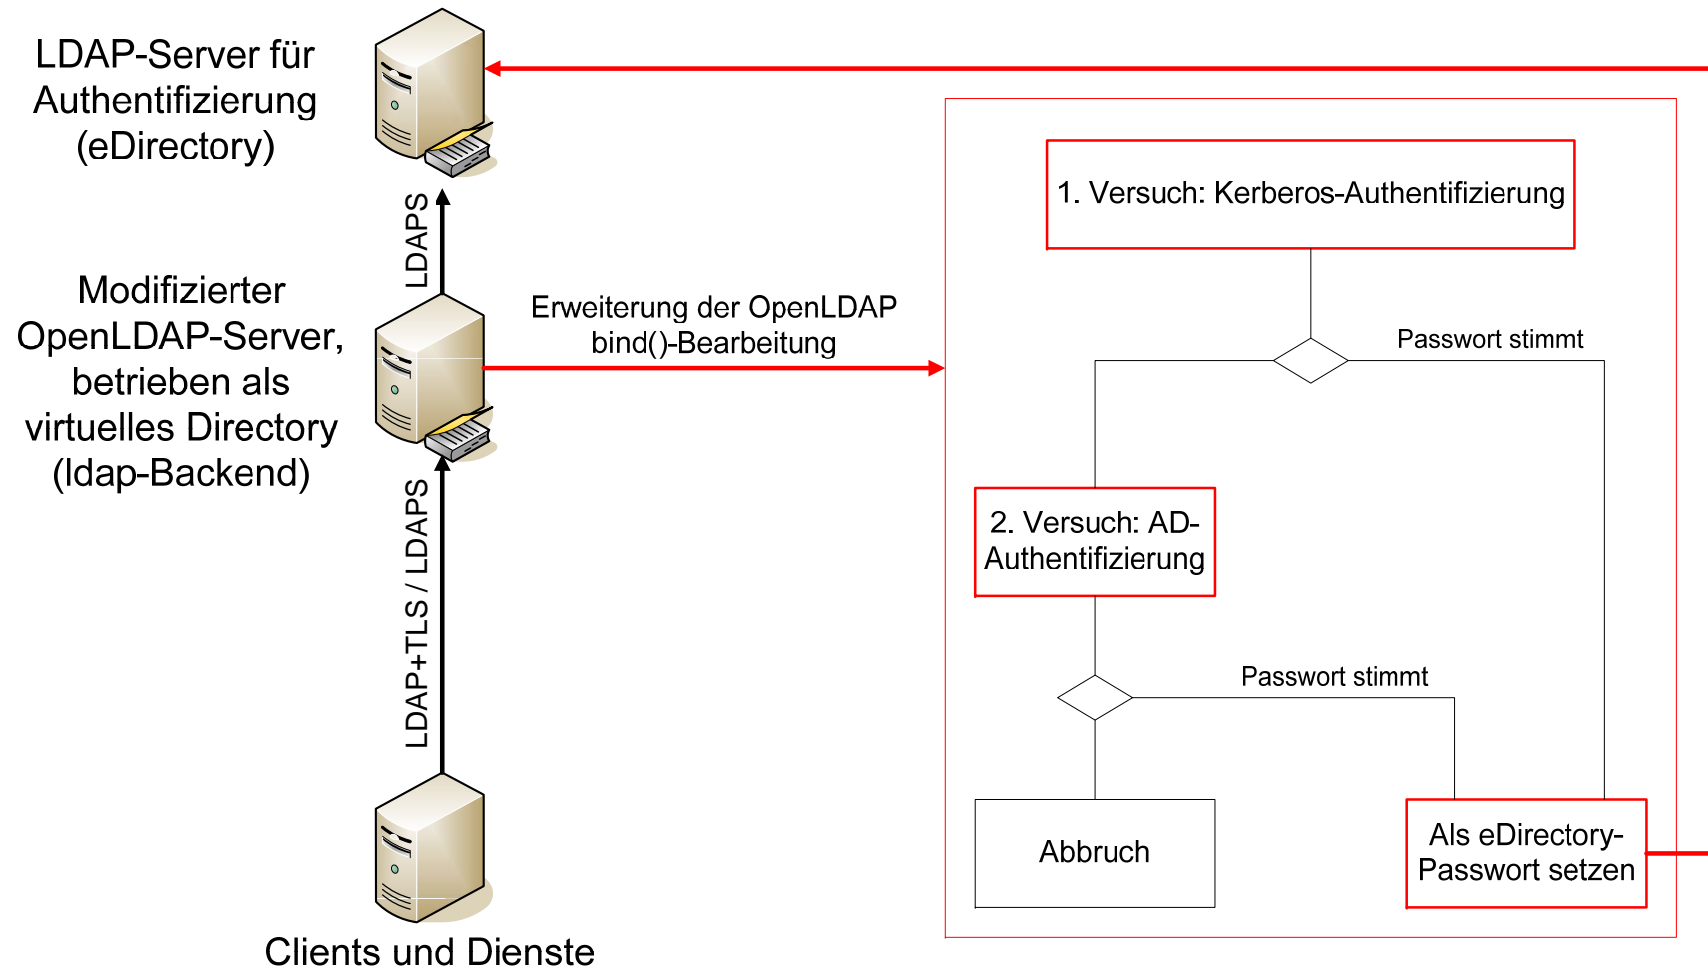 LDAP-Server für
Authentifizierung
(eDirectory)
LDAPS
Modifizierter
OpenLDAP-Server,
betrieben als
virtuelles Directory
(ldap-Backend)
LDAP+TLS / LDAPS
Clients und Dienste
Erweiterung der OpenLDAP
bind()-Bearbeitung
1. Versuch: Kerberos-Authentifizierung
Passwort stimmt
2. Versuch: AD-
Authentifizierung
Passwort stimmt
Abbruch
Als eDirectory-
Passwort setzen